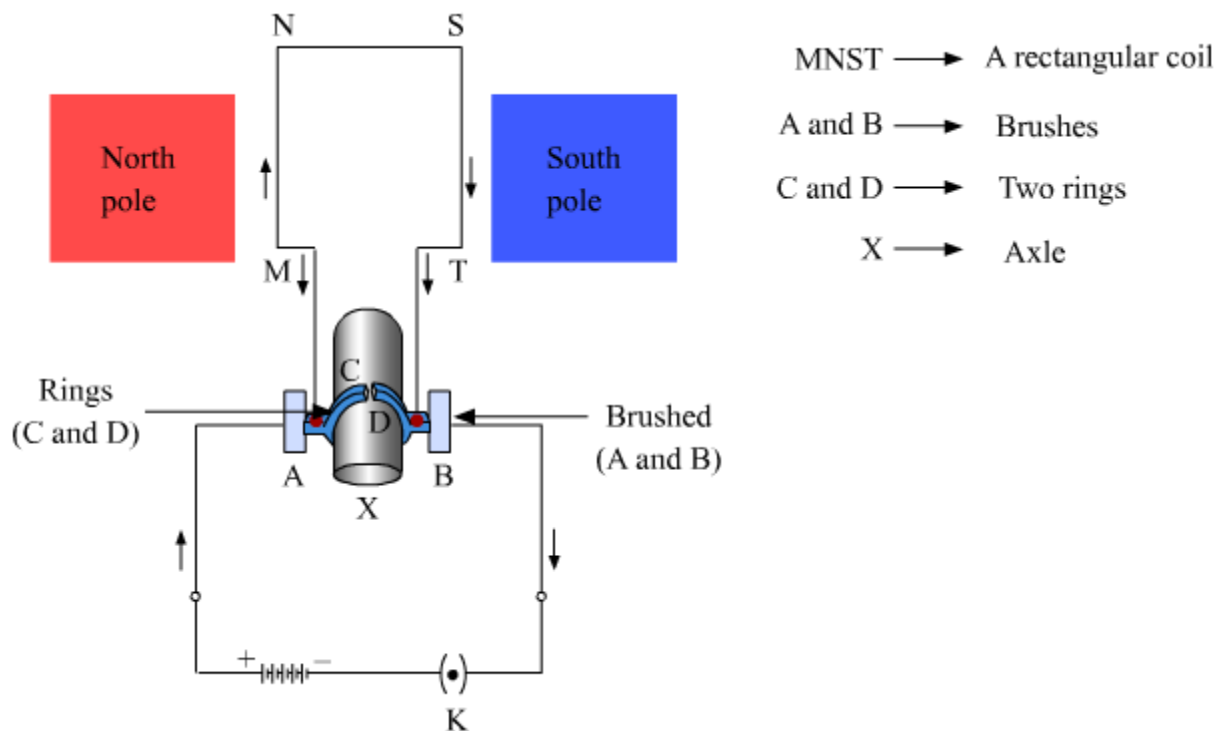 N S
MNST → A rectangular coil
North pole
South pole
A and B → Brushes
C and D → Two rings
X → Axle
M T
C
D
Rings
(C and D)
Brushed
(A and B)
A B
X
+ −
K